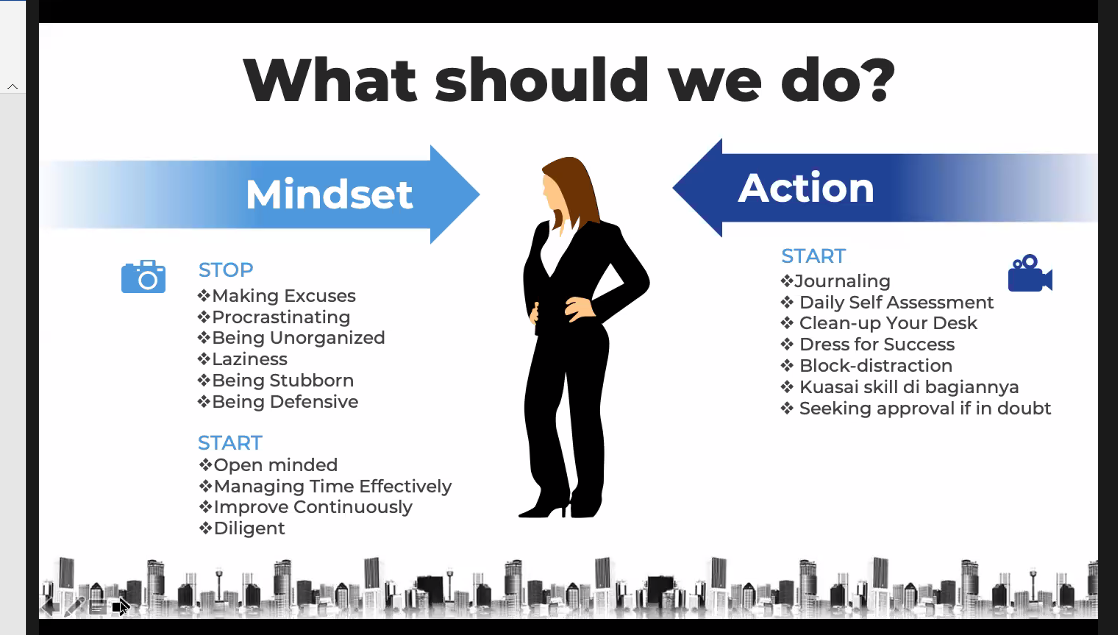 What should we do?
Mindset
Action
STOP
❖Making Excuses
❖Procrastinating
❖Being Unorganized
❖Laziness
❖Being Stubborn
❖Being Defensive
START
❖Open minded
❖Managing Time Effectively
❖Improve Continuously
❖Diligent
START
❖Journaling
❖ Daily Self Assessment
❖ Clean-up Your Desk
❖ Dress for Success
❖ Block-distraction
❖ Kuasai skill di bagiannya
❖ Seeking approval if in doubt